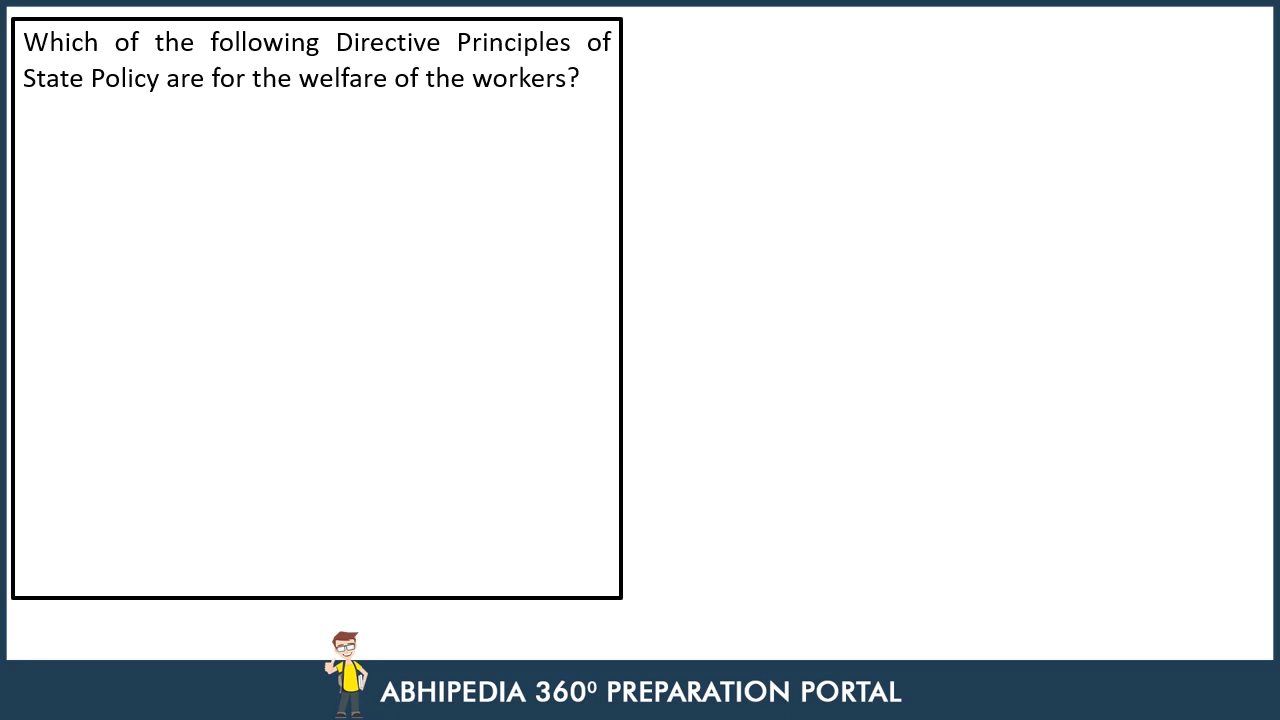 Which of the following Directive Principles of
State Policy are for the welfare of the workers?
ABHIPEDIA 360⁰ PREPARATION PORTAL